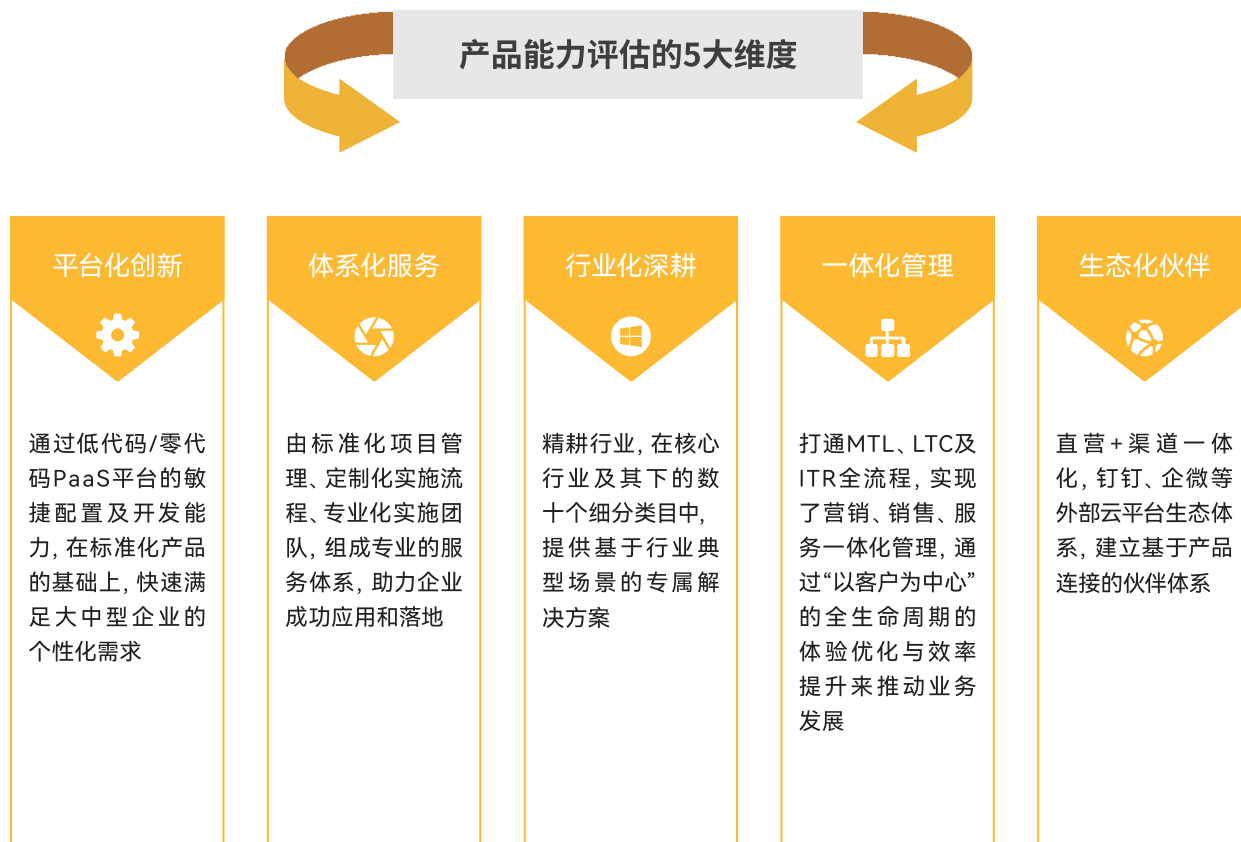 产品能力评估的5大维度
平台化创新
通过低代码/零代
码PaaS平台的敏
捷配置及开发能
力, 在标准化产品
的基础上, 快速满
足大中型企业的
个性化需求
体系化服务
由标准化项目管
理、定制化实施流
程、专业化实施团
队, 组成专业的服
务体系, 助力企业
成功应用和落地
行业化深耕
精耕行业, 在核心
行业及其下的数
十个细分类目中,
提供基于行业典
型场景的专属解
决方案
一体化管理
打通MTL、LTC及
ITR全流程, 实现
了营销、销售、服
务一体化管理, 通
过“以客户为中心”
的全生命周期的
体验优化与效率
提升来推动业务
发展
生态化伙伴
直营+渠道一体
化, 钉钉、企微等
外部云平台生态体
系, 建立基于产品
连接的伙伴体系